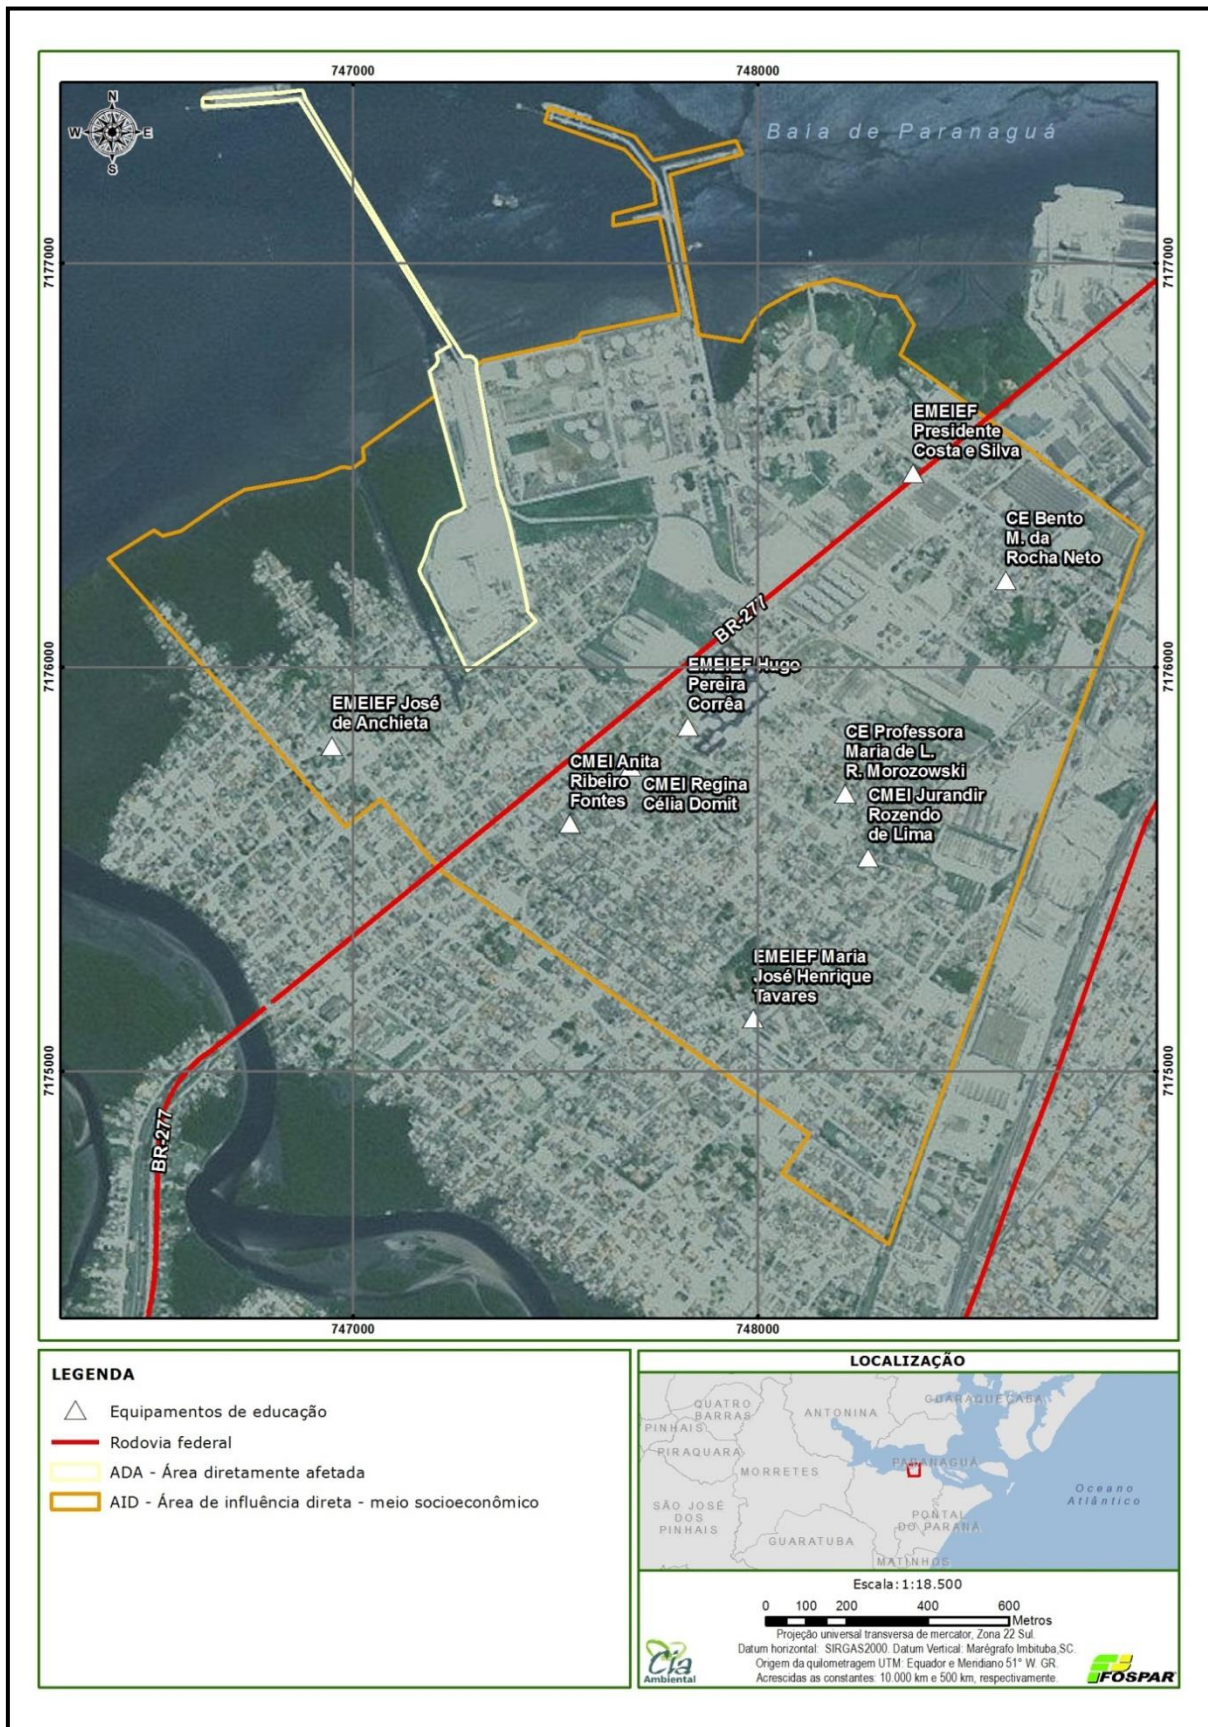 747000
748000
N
W
E
S
Baía de Paranaguá
7177000
7177000
EMEIEF
Presidente
Costa e Silva
CE Bento
M. da
Rocha Neto
BR-277
7176000
7176000
EMEIEF Hugo
Pereira
Corrêa
EMEIEF José
de Anchieta
CE Professora
Maria de L.
R. Morozowski
CMEI Anita
Ribeiro
Fontes
CMEI Regina
Célia Domit
CMEI Jurandir
Rozendo
de Lima
EMEIEF Maria
José Henrique
Tavares
7175000
7175000
BR-277
747000
748000
LEGENDA
Equipamentos de educação
Rodovia federal
ADA - Área diretamente afetada
AID - Área de influência direta - meio socioeconômico
LOCALIZAÇÃO
GUARAQUEÇABA
QUATRO
BARRAS
ANTONINA
PINHAIS
PIRAQUARA
PARANAGUÁ
MORRETES
Oceano
Atlântico
SÃO JOSÉ
DOS
PINHAIS
PONTAL
DO PARANÁ
GUARATUBA
MATINHOS
Escala: 1:18.500
0 100 200 400 600
Metros
Projeção universal transversa de mercator, Zona 22 Sul.
Datum horizontal: SIRGAS2000. Datum Vertical: Marégrafo Imbituba,SC.
Origem da quilometragem UTM: Equador e Meridiano 51° W. GR.
Acrescidas as constantes: 10.000 km e 500 km, respectivamente.
Cia
Ambiental
FOSPAR